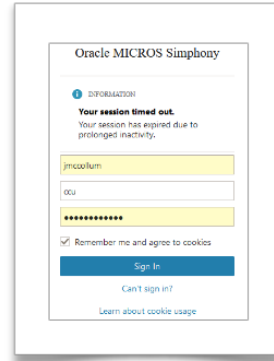 Oracle MICROS Simphony
INFORMATION
Your session timed out.
Your session has expired due to
prolonged inactivity.
jmccollum
ccu
••••••••••••
Remember me and agree to cookies
Sign In
Can't sign in?
Learn about cookie usage